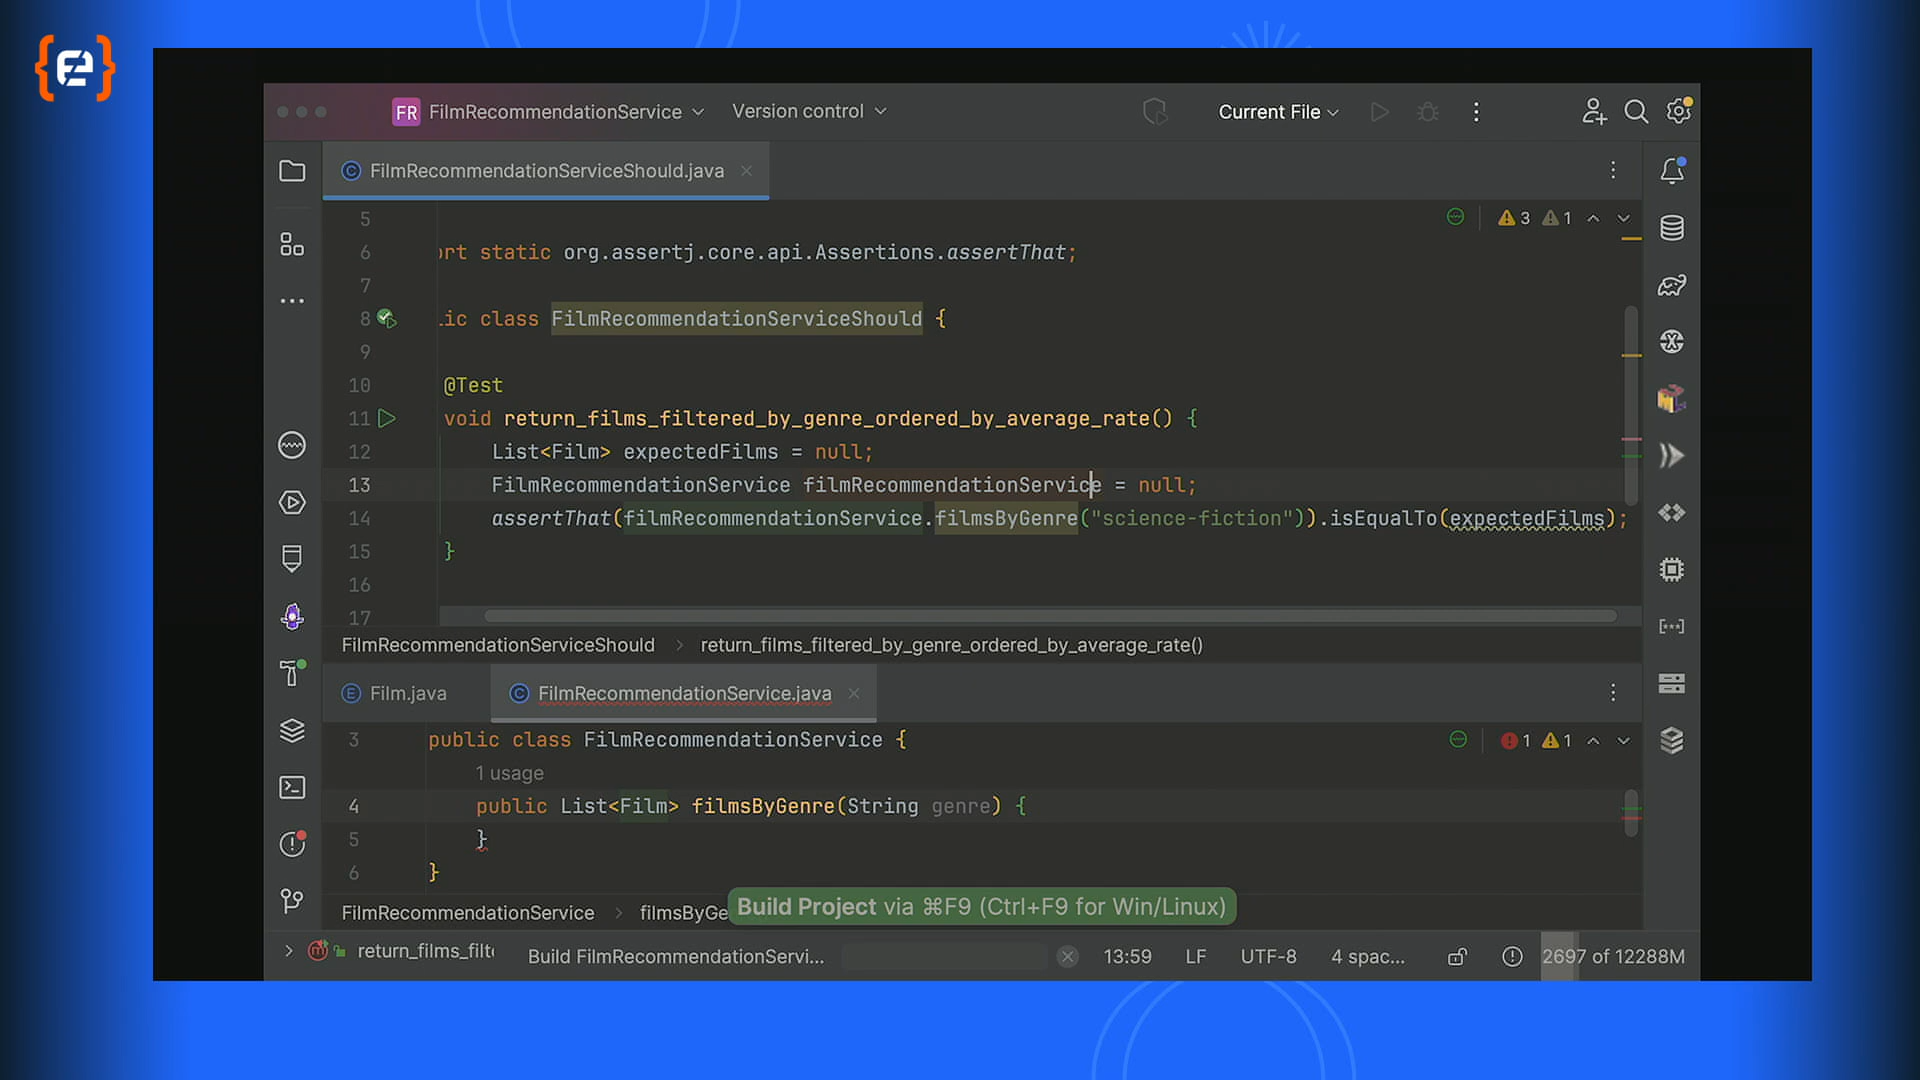 FR FilmRecommendationService Version control Current File
FilmRecommendationServiceShould.java
5 3 1
6 ort static org.assertj.core.api.Assertions.assertThat;
7
8 lic class FilmRecommendationServiceShould {
9
10 @Test
11 void return_films_filtered_by_genre_ordered_by_average_rate() {
12 List<Film> expectedFilms = null;
13 FilmRecommendationService filmRecommendationService = null;
14 assertThat(filmRecommendationService.filmsByGenre("science-fiction")).isEqualTo(expectedFilms);
15 }
16
17
FilmRecommendationServiceShould > return_films_filtered_by_genre_ordered_by_average_rate()
Film.java FilmRecommendationService.java
3 public class FilmRecommendationService { 1 1
1 usage
4 public List<Film> filmsByGenre(String genre) {
5 }
6 }
Build Project via ⌘F9 (Ctrl+F9 for Win/Linux)
FilmRecommendationService > filmsByGe
return_films_filt Build FilmRecommendationServi... 13:59 LF UTF-8 4 spac... 2697 of 12288M